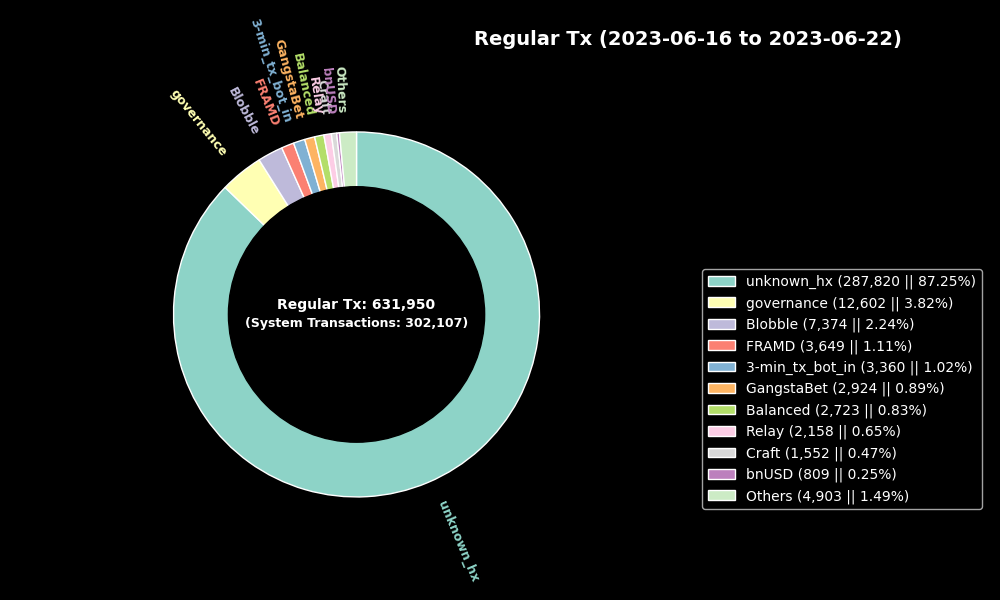 Regular Tx (2023-06-16 to 2023-06-22)
governance
Blobble
FRAMD
3-min_tx_bot_in
GangstaBet
Balanced
Relay
Craft
bnUSD
Others
Regular Tx: 631,950
(System Transactions: 302,107)
unknown_hx
unknown_hx (287,820 || 87.25%)
governance (12,602 || 3.82%)
Blobble (7,374 || 2.24%)
FRAMD (3,649 || 1.11%)
3-min_tx_bot_in (3,360 || 1.02%)
GangstaBet (2,924 || 0.89%)
Balanced (2,723 || 0.83%)
Relay (2,158 || 0.65%)
Craft (1,552 || 0.47%)
bnUSD (809 || 0.25%)
Others (4,903 || 1.49%)